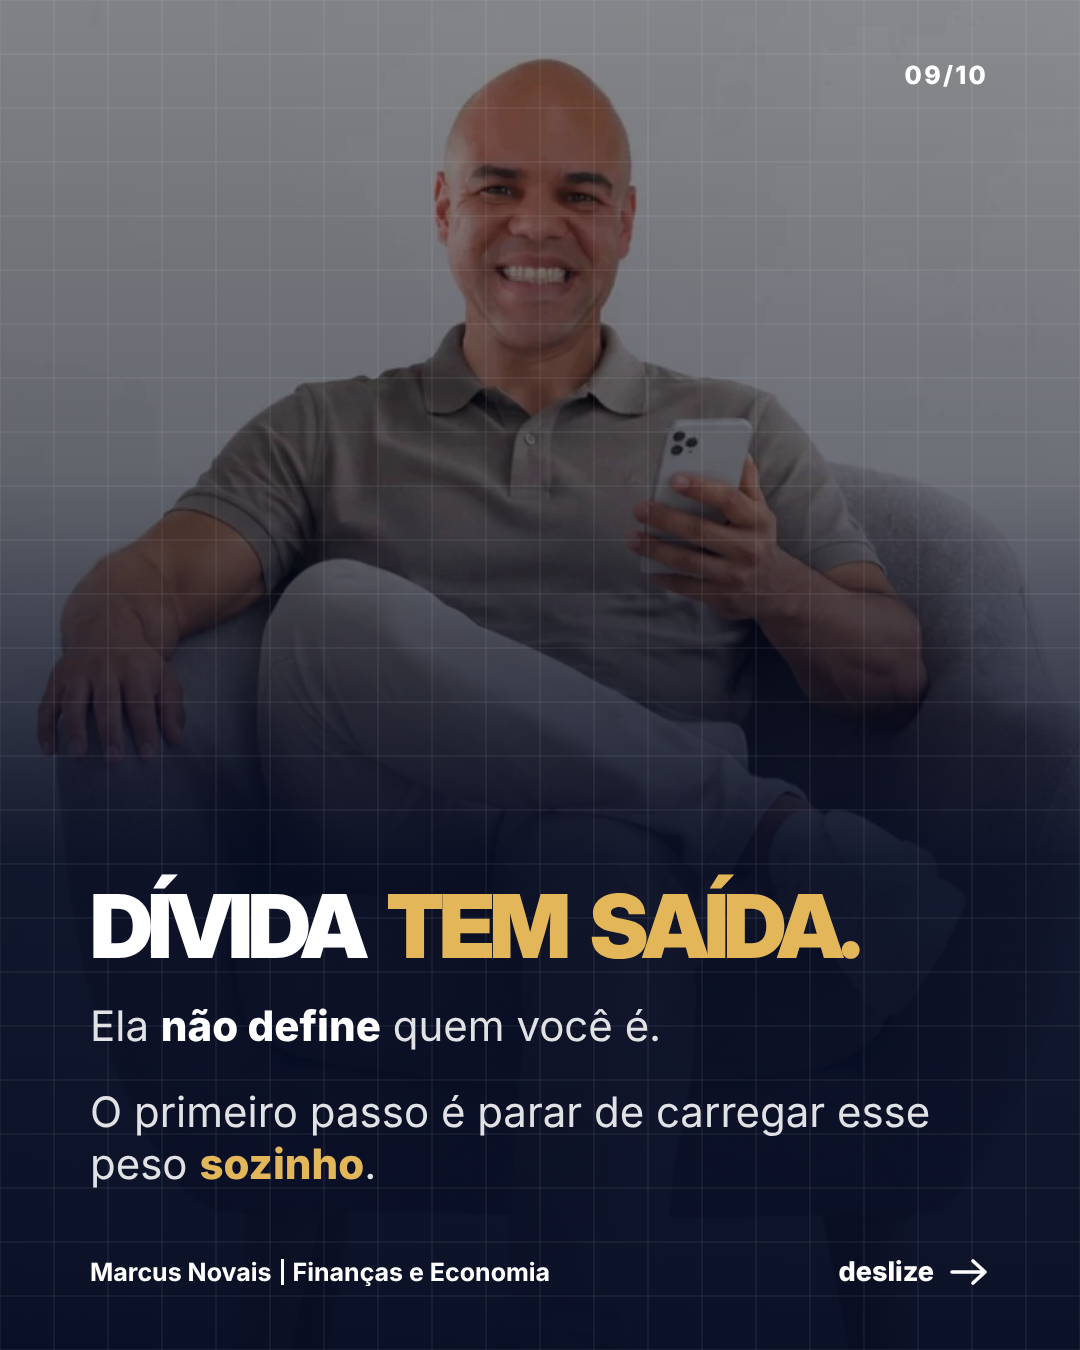 09/10
DÍVIDA TEM SAÍDA.
Ela não define quem você é.
O primeiro passo é parar de carregar esse
peso sozinho.
Marcus Novais | Finanças e Economia
deslize →